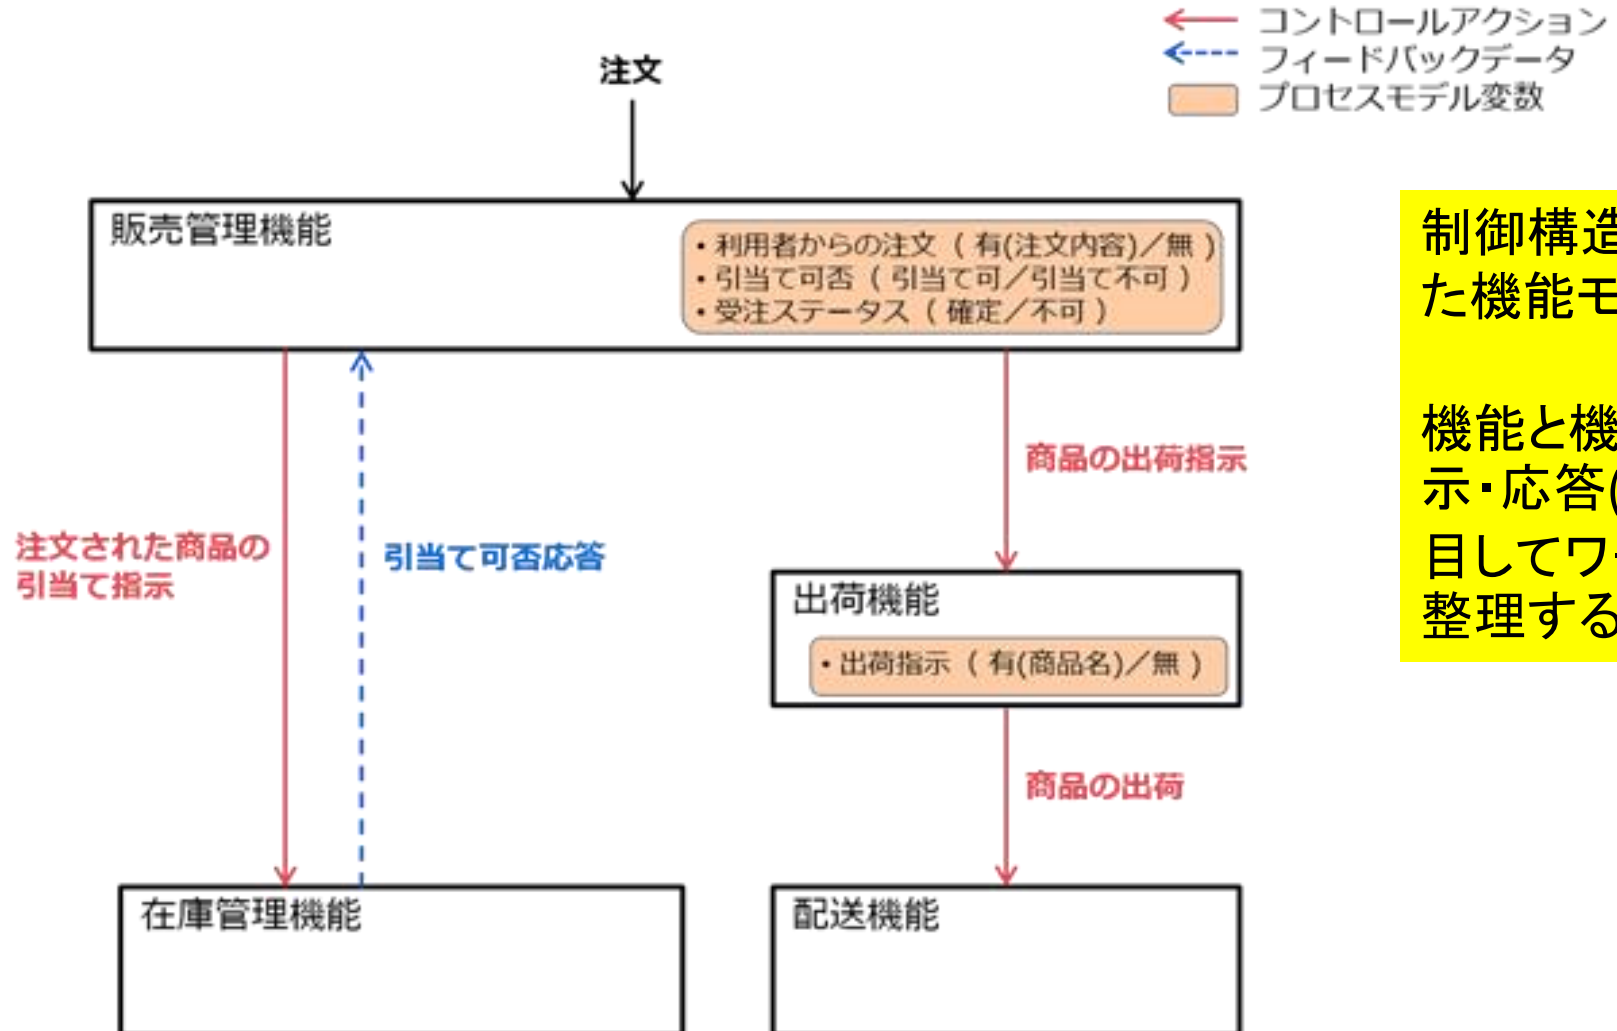 コントロールアクション
フィードバックデータ
プロセスモデル変数
注文
販売管理機能
・利用者からの注文（有(注文内容)／無）
・引当て可否（引当て可／引当て不可）
・受注ステータス（確定／不可）
制御構造
た機能モ
機能と機
示・応答(
目してワ
整理する
商品の出荷指示
注文された商品の
引当て指示
引当て可否応答
出荷機能
・出荷指示（有(商品名)／無）
商品の出荷
在庫管理機能
配送機能